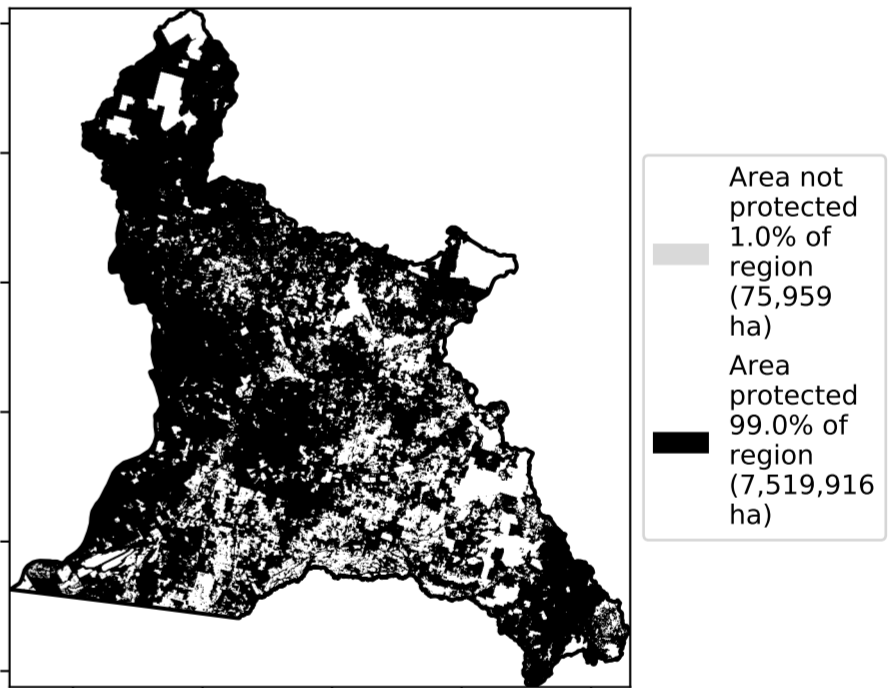 Area not
protected
1.0% of
region
(75,959
ha)
Area
protected
99.0% of
region
(7,519,916
ha)